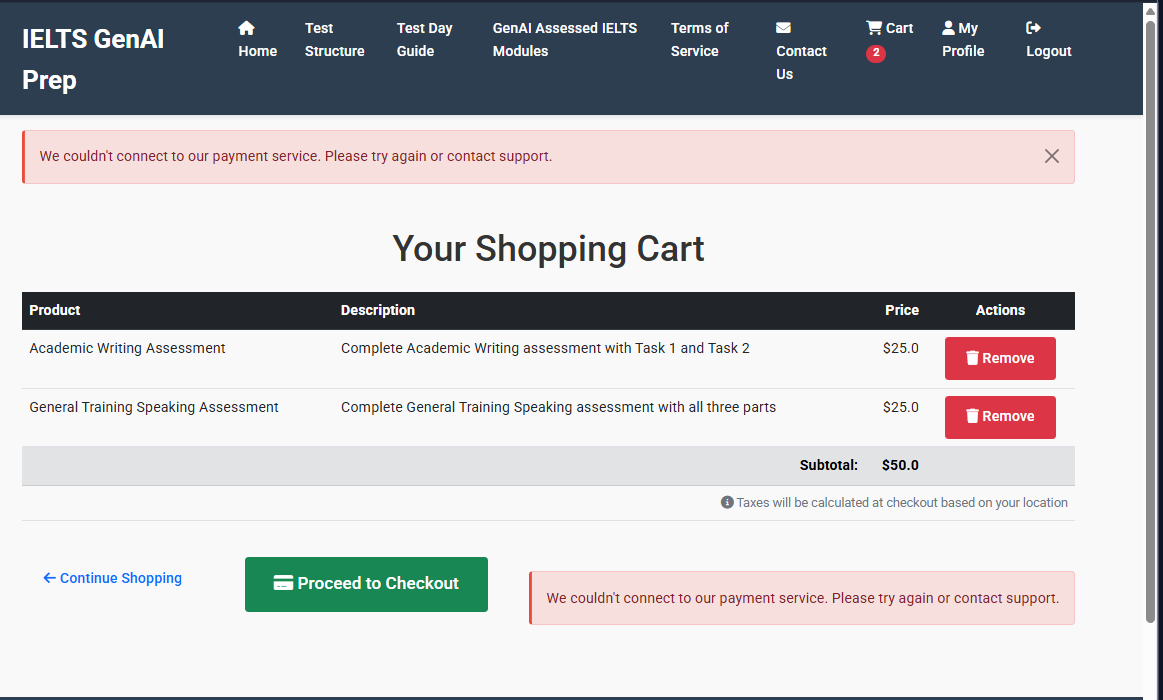 IELTS GenAI Prep
Home
Test Structure
Test Day Guide
GenAI Assessed IELTS Modules
Terms of Service
Contact Us
Cart 2
My Profile
Logout
We couldn't connect to our payment service. Please try again or contact support.
Your Shopping Cart
Product Description Price Actions
Academic Writing Assessment Complete Academic Writing assessment with Task 1 and Task 2 $25.0 Remove
General Training Speaking Assessment Complete General Training Speaking assessment with all three parts $25.0 Remove
Subtotal: $50.0
Taxes will be calculated at checkout based on your location
Continue Shopping
Proceed to Checkout
We couldn't connect to our payment service. Please try again or contact support.